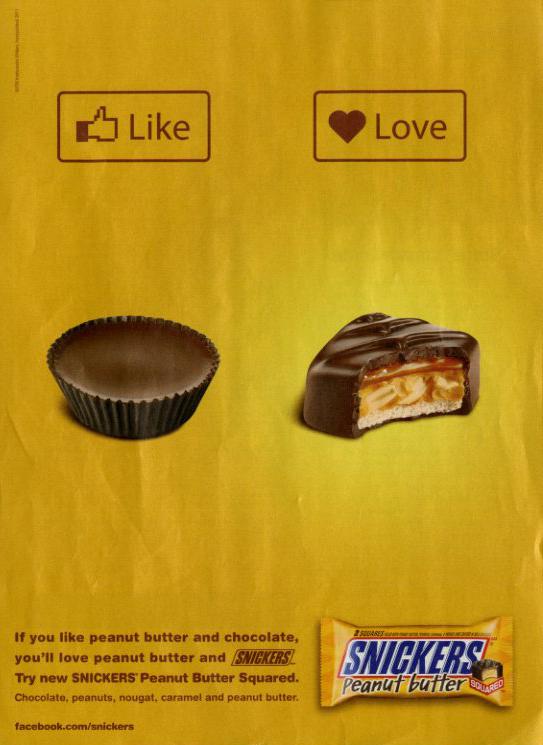 Like
Love
If you like peanut butter and chocolate,
you'll love peanut butter and SNICKERS
Try new SNICKERS® Peanut Butter Squared.
Chocolate, peanuts, nougat, caramel and peanut butter.
facebook.com/snickers
2 SQUARES
SNICKERS
Peanut butter
SQUARED